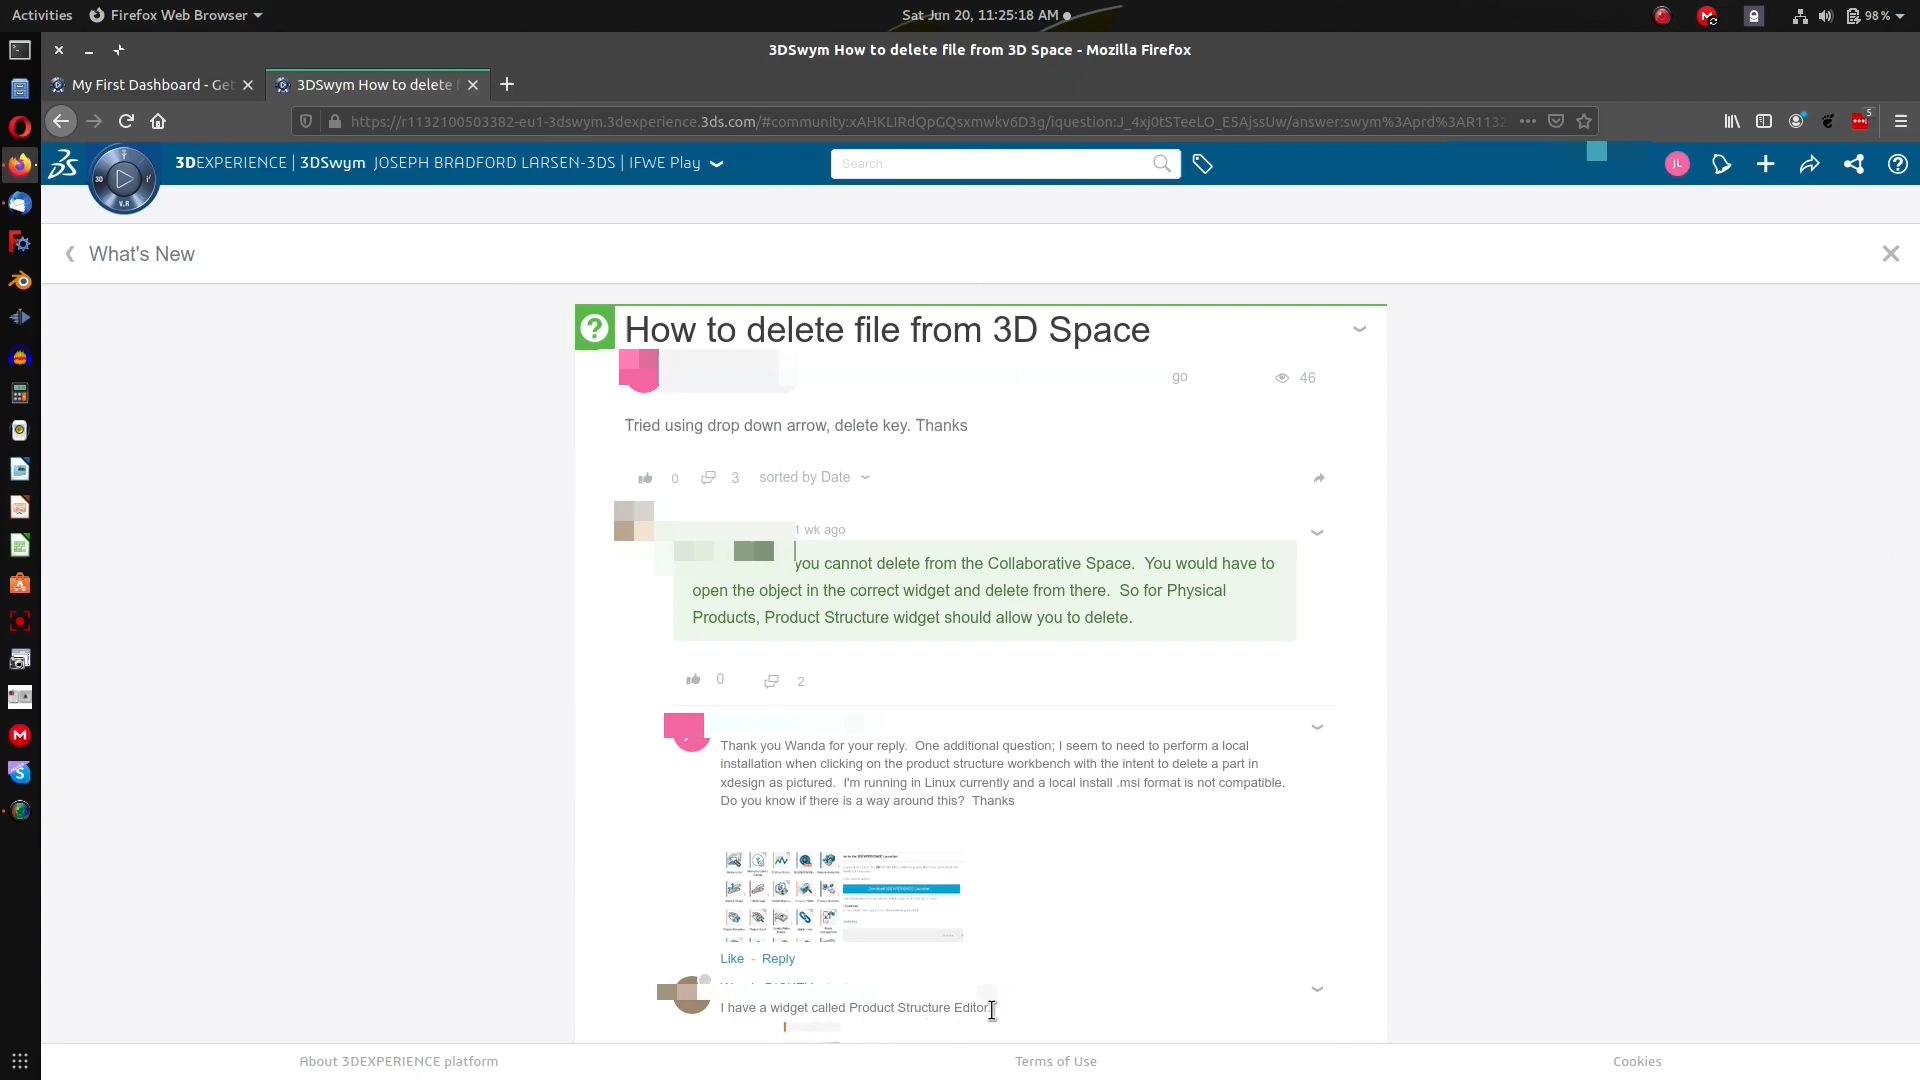 Activities Firefox Web Browser Sat Jun 20, 11:25:18 AM 98 %
3DSwym How to delete file from 3D Space - Mozilla Firefox
My First Dashboard - Get 3DSwym How to delete
https://r1132100503382-eu1-3dswym.3dexperience.3ds.com/#community:xAHKLIRdQpGQsxmwkv6D3g/iquestion:J_4xj0tSTeeLO_E5AjssUw/answer:swym%3Aprd%3AR1132 5
3DEXPERIENCE | 3DSwym JOSEPH BRADFORD LARSEN-3DS | IFWE Play Search JL
3D V.R
What's New
How to delete file from 3D Space
go 46
Tried using drop down arrow, delete key. Thanks
0 3 sorted by Date
1 wk ago
you cannot delete from the Collaborative Space. You would have to
open the object in the correct widget and delete from there. So for Physical
Products, Product Structure widget should allow you to delete.
0 2
Thank you Wanda for your reply. One additional question; I seem to need to perform a local
installation when clicking on the product structure workbench with the intent to delete a part in
xdesign as pictured. I'm running in Linux currently and a local install .msi format is not compatible.
Do you know if there is a way around this? Thanks
Like - Reply
I have a widget called Product Structure Editor.
About 3DEXPERIENCE platform Terms of Use Cookies